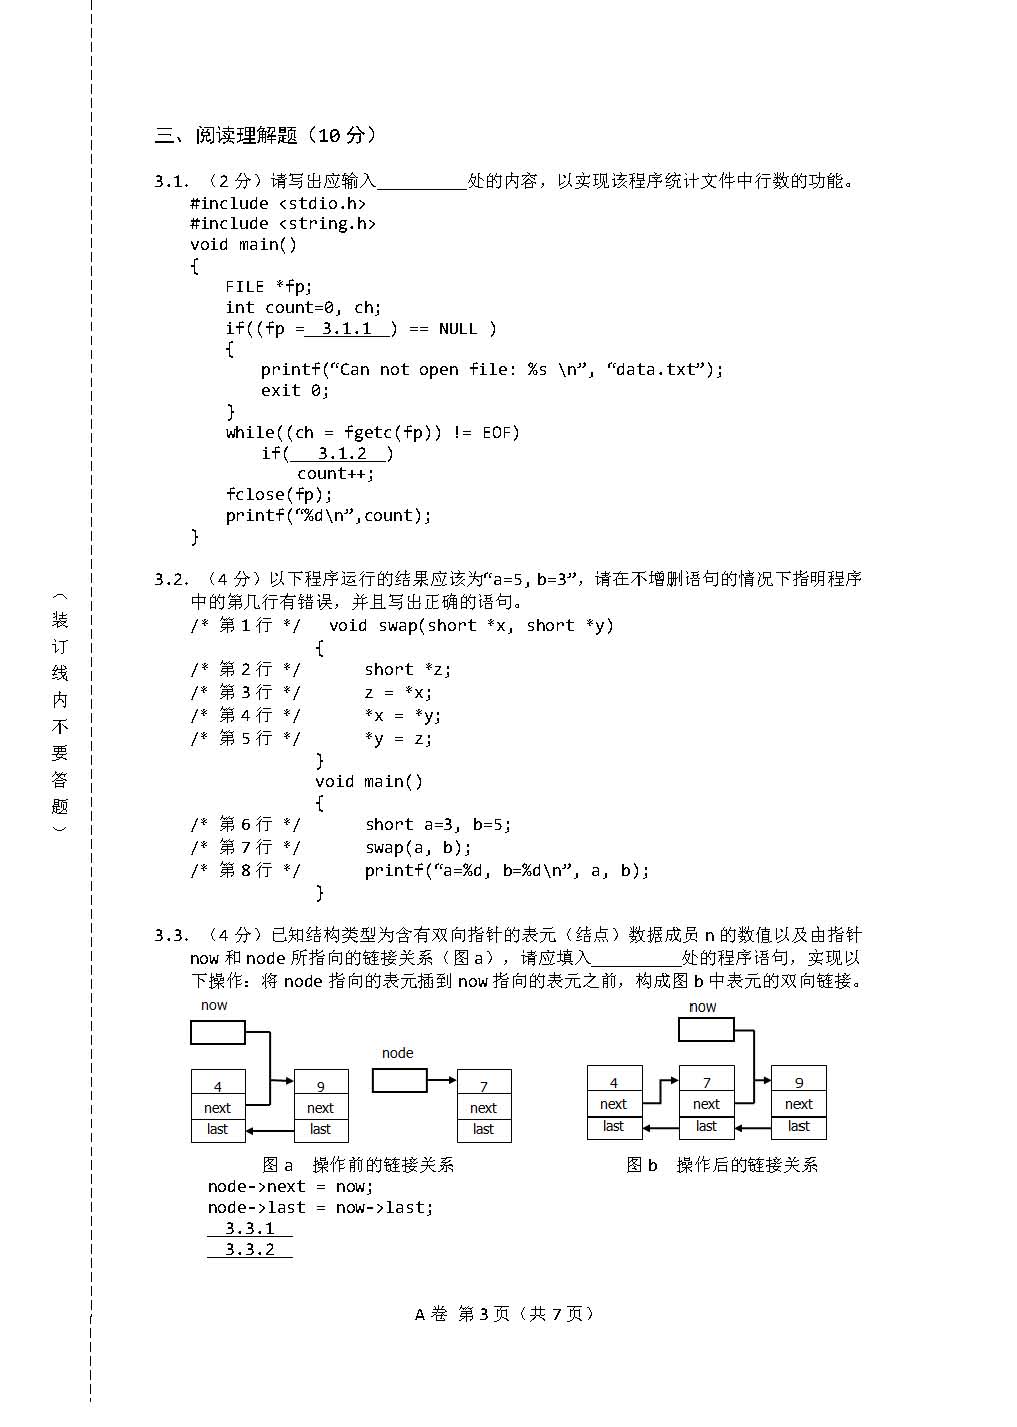 三、阅读理解题（10 分）
3.1. （2 分）请写出应输入__________处的内容，以实现该程序统计文件中行数的功能。
#include <stdio.h>
#include <string.h>
void main()
{
FILE *fp;
int count=0, ch;
if((fp =__3.1.1__) == NULL )
{
printf(“Can not open file: %s \n”, “data.txt”);
exit 0;
}
while((ch = fgetc(fp)) != EOF)
if(___3.1.2__)
count++;
fclose(fp);
printf(“%d\n”,count);
}
3.2. （4 分）以下程序运行的结果应该为“a=5, b=3”，请在不增删语句的情况下指明程序
中的第几行有错误，并且写出正确的语句。
/* 第 1 行 */ void swap(short *x, short *y)
{
/* 第 2 行 */ short *z;
/* 第 3 行 */ z = *x;
/* 第 4 行 */ *x = *y;
/* 第 5 行 */ *y = z;
}
void main()
{
/* 第 6 行 */ short a=3, b=5;
/* 第 7 行 */ swap(a, b);
/* 第 8 行 */ printf(“a=%d, b=%d\n”, a, b);
}
3.3. （4 分）已知结构类型为含有双向指针的表元（结点）数据成员 n 的数值以及由指针
now 和 node 所指向的链接关系（图 a），请应填入__________处的程序语句，实现以
下操作：将 node 指向的表元插到 now 指向的表元之前，构成图 b 中表元的双向链接。
now
node
4 9 7
next next next
last last last
now
4 7 9
next next next
last last last
图 a 操作前的链接关系
图 b 操作后的链接关系
node->next = now;
node->last = now->last;
__3.3.1__
__3.3.2__
A 卷 第 3 页（共 7 页）
（装订线内不要答题）